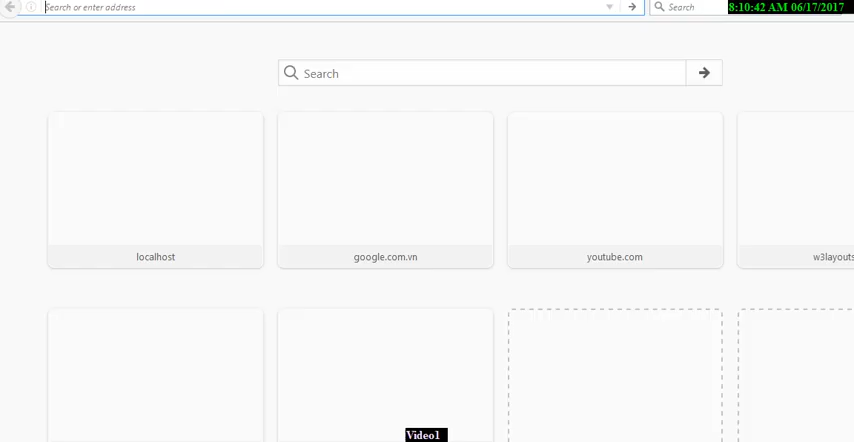 Search or enter address
Search
8:10:42 AM 06/17/2017
Search
localhost
google.com.vn
youtube.com
w3layouts
Video1